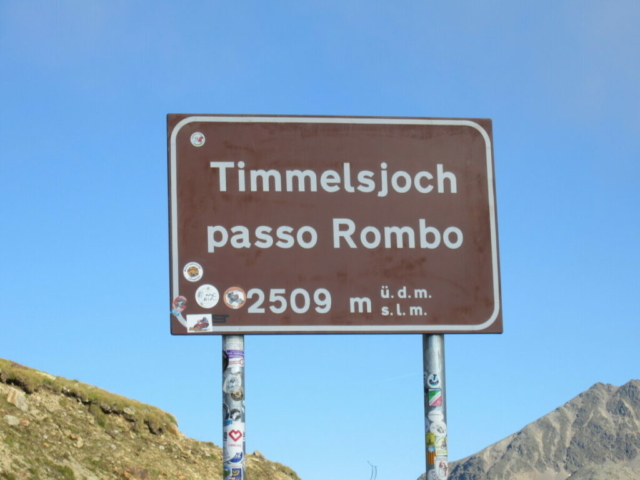 Timmelsjoch
passo Rombo
2509 m ü.d.m.
s.l.m.